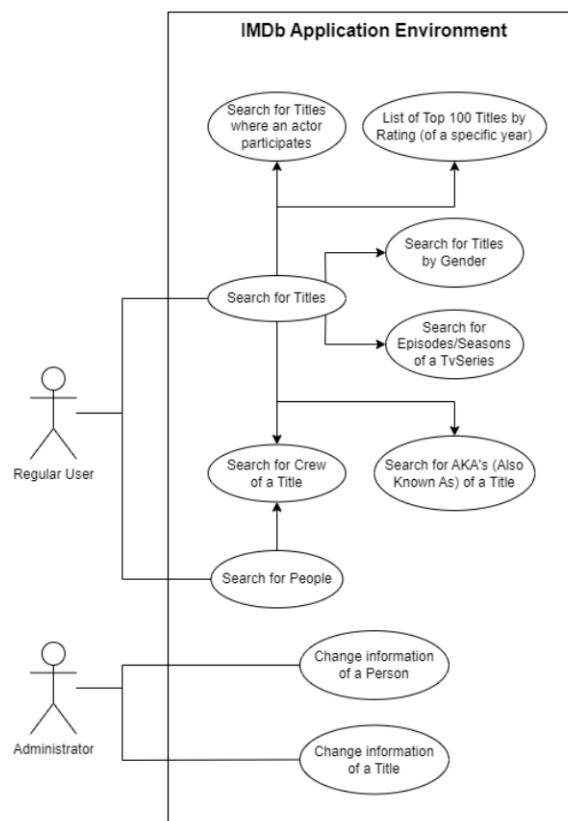 IMDb Application Environment
Search for Titles
where an actor
participates
List of Top 100 Titles by
Rating (of a specific year)
Search for Titles
by Gender
Search for Titles
Search for
Episodes/Seasons
of a TvSeries
Regular User
Search for Crew
of a Title
Search for AKA's (Also
Known As) of a Title
Search for People
Change information
of a Person
Administrator
Change information
of a Title